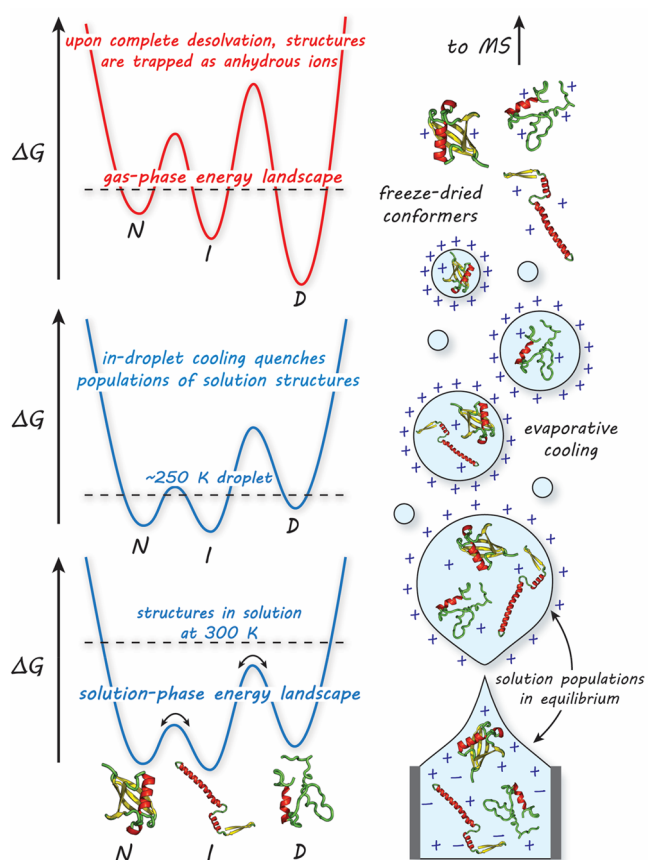 upon complete desolvation, structures
are trapped as anhydrous ions
ΔG
gas-phase energy landscape
N
I
D
in-droplet cooling quenches
populations of solution structures
~250 K droplet
ΔG
N
I
D
structures in solution
at 300 K
ΔG
solution-phase energy landscape
N
I
D
to MS
freeze-dried
conformers
evaporative
cooling
solution populations
in equilibrium